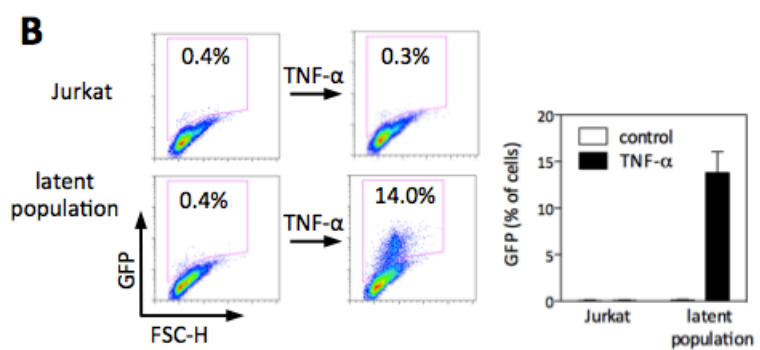 B
0.4%
TNF-α
0.3%
Jurkat
latent
population
0.4%
TNF-α
14.0%
GFP
FSC-H
20
15
10
5
0
GFP (% of cells)
control
TNF-α
Jurkat
latent
population